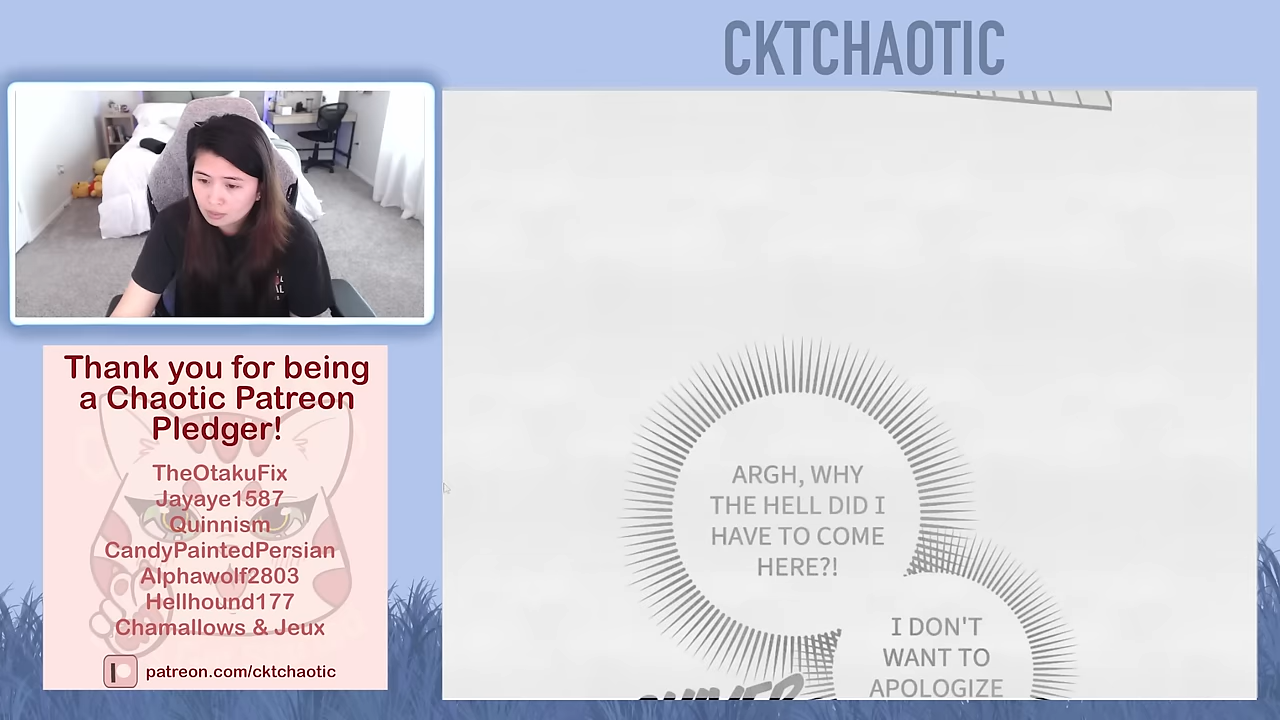 CKTCHAOTIC
Thank you for being
a Chaotic Patreon
Pledger!
TheOtakuFix
Jayaye1587
Quinnism
CandyPaintedPersian
Alphawolf2803
Hellhound177
Chamallows & Jeux
patreon.com/cktchaotic
ARGH, WHY
THE HELL DID I
HAVE TO COME
HERE?!
I DON'T
WANT TO
APOLOGIZE